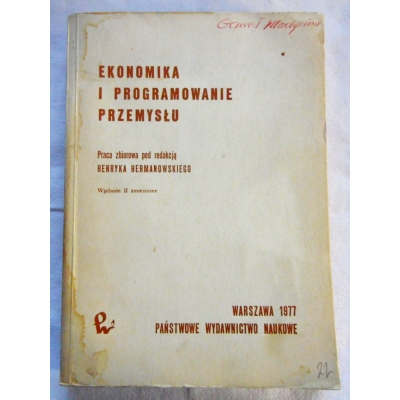 EKONOMIKA
I PROGRAMOWANIE
PRZEMYSŁU
Praca zbiorowa pod redakcją
HENRYKA HERMANOWSKIEGO
Wydanie II zmienione
WARSZAWA 1977
PAŃSTWOWE WYDAWNICTWO NAUKOWE